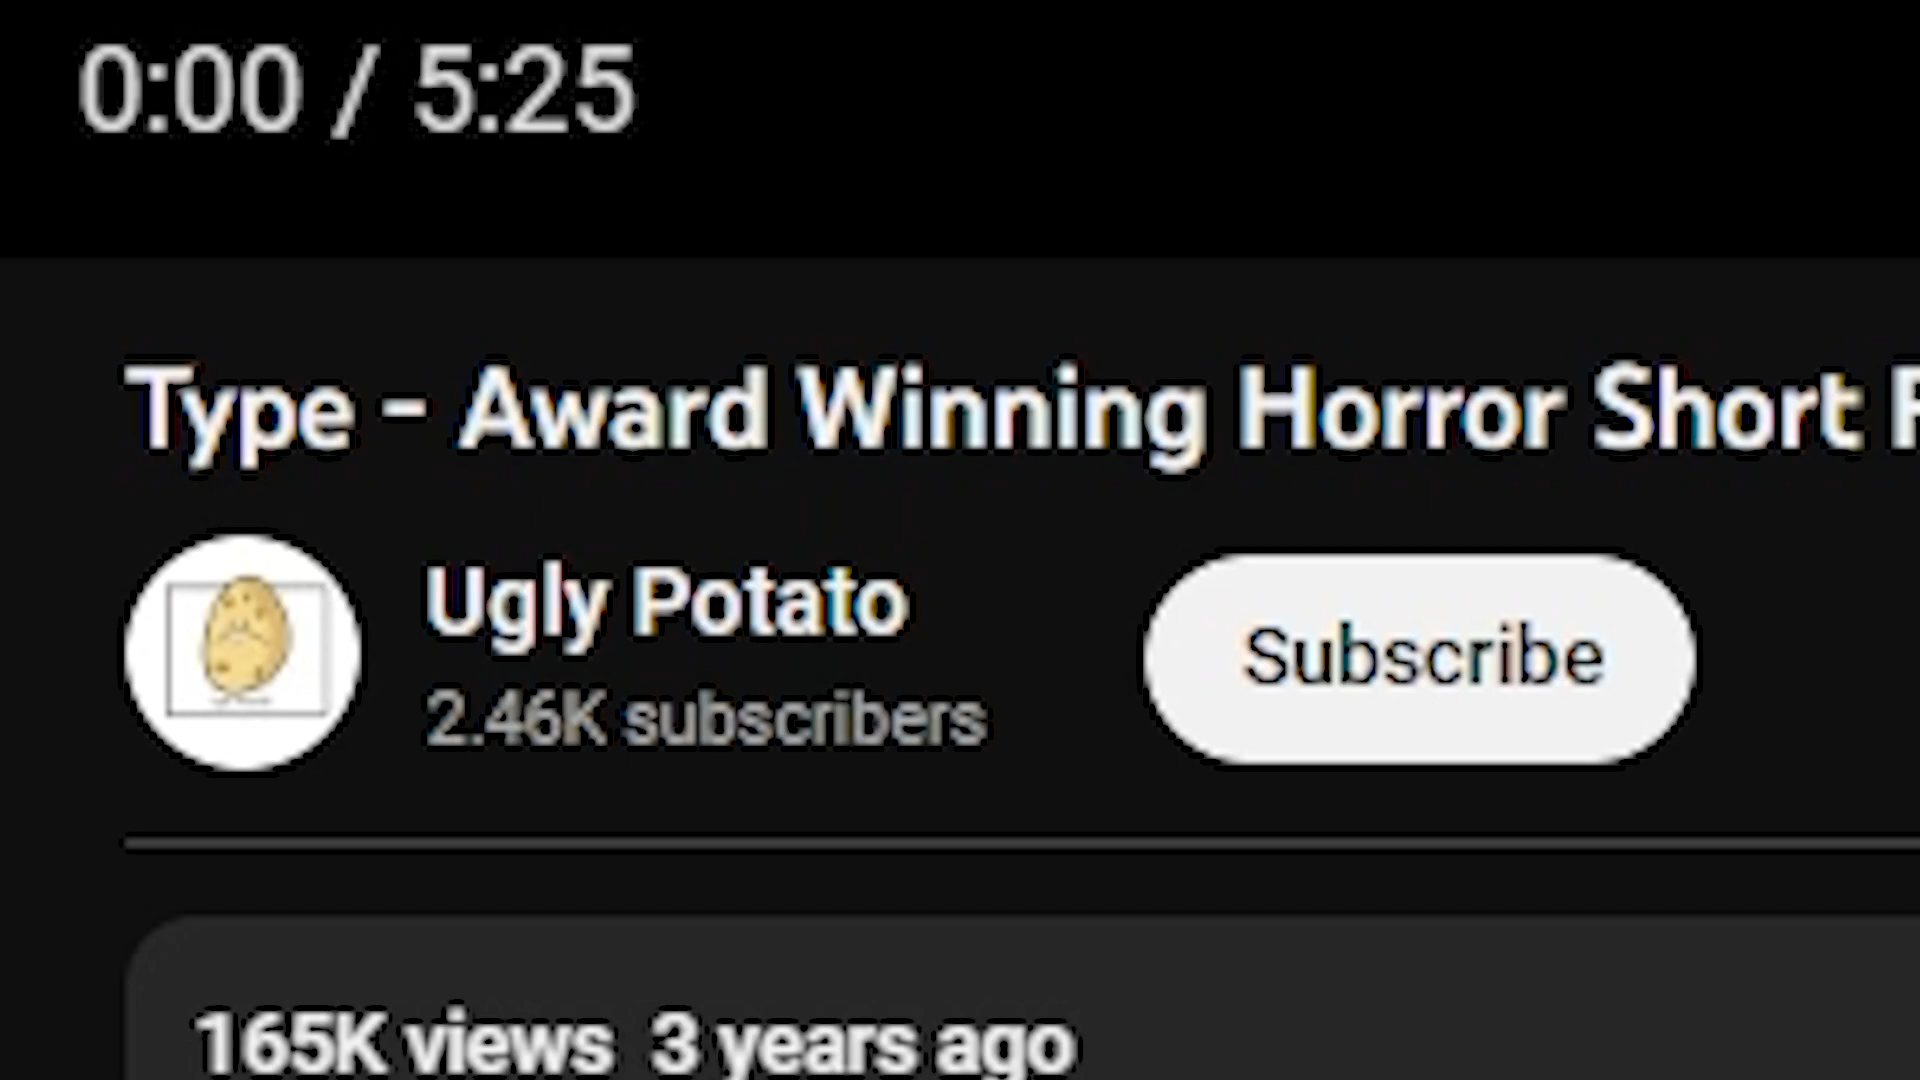 0:00 / 5:25
Type - Award Winning Horror Short
Ugly Potato
2.46K subscribers
Subscribe
165K views 3 years ago